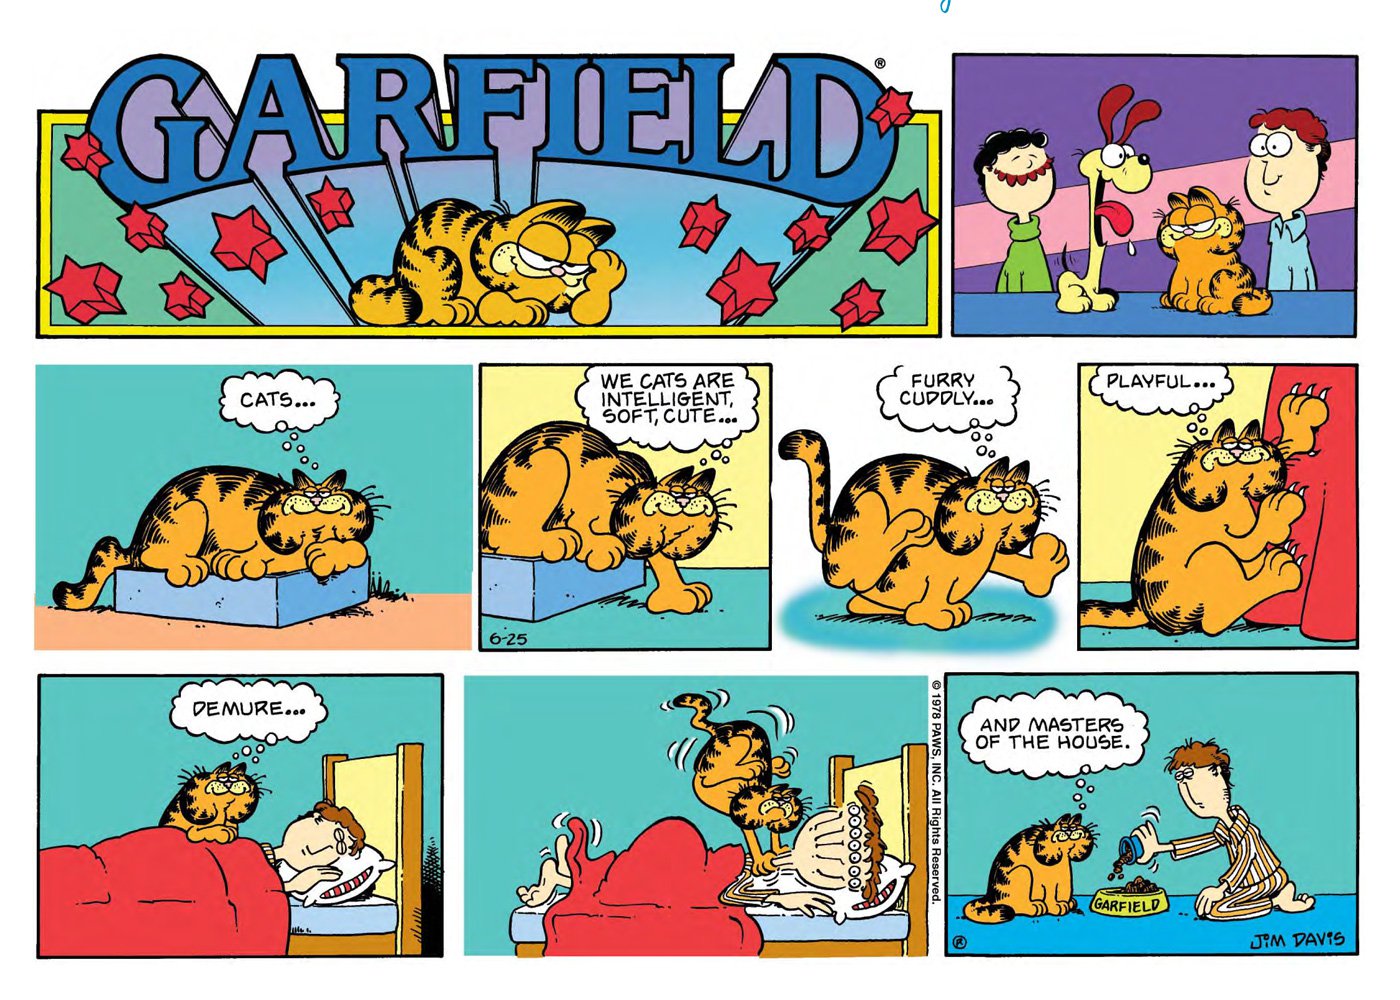 GARFIELD
®
CATS...
WE CATS ARE
INTELLIGENT,
SOFT, CUTE...
6-25
FURRY
CUDDLY...
PLAYFUL...
DEMURE...
© 1978 PAWS, INC. All Rights Reserved.
AND MASTERS
OF THE HOUSE.
GARFIELD
®
JIM DAVIS